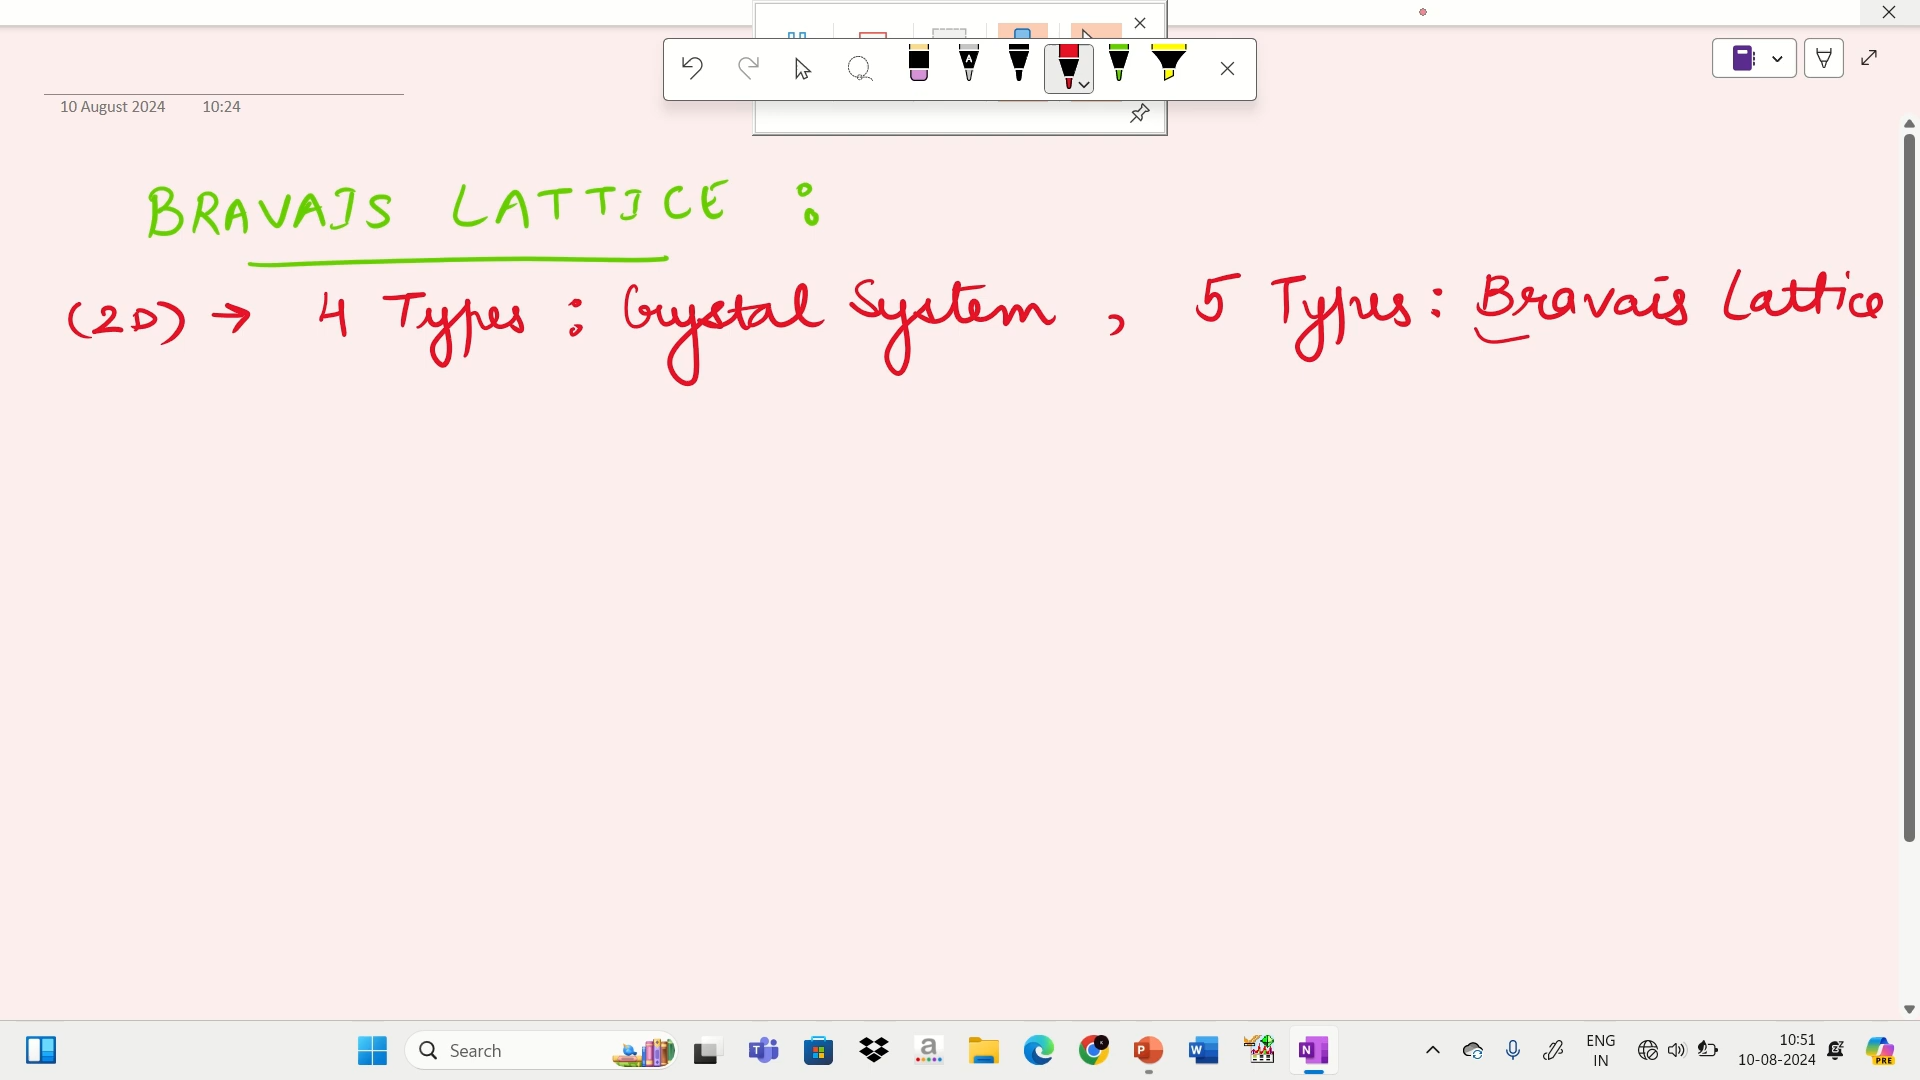 A
10 August 2024 10:24
BRAVAIS LATTICE :
(2D) → 4 Types : Crystal System , 5 Types : Bravais Lattice
Search
ENG
IN
10:51
10-08-2024
PRE